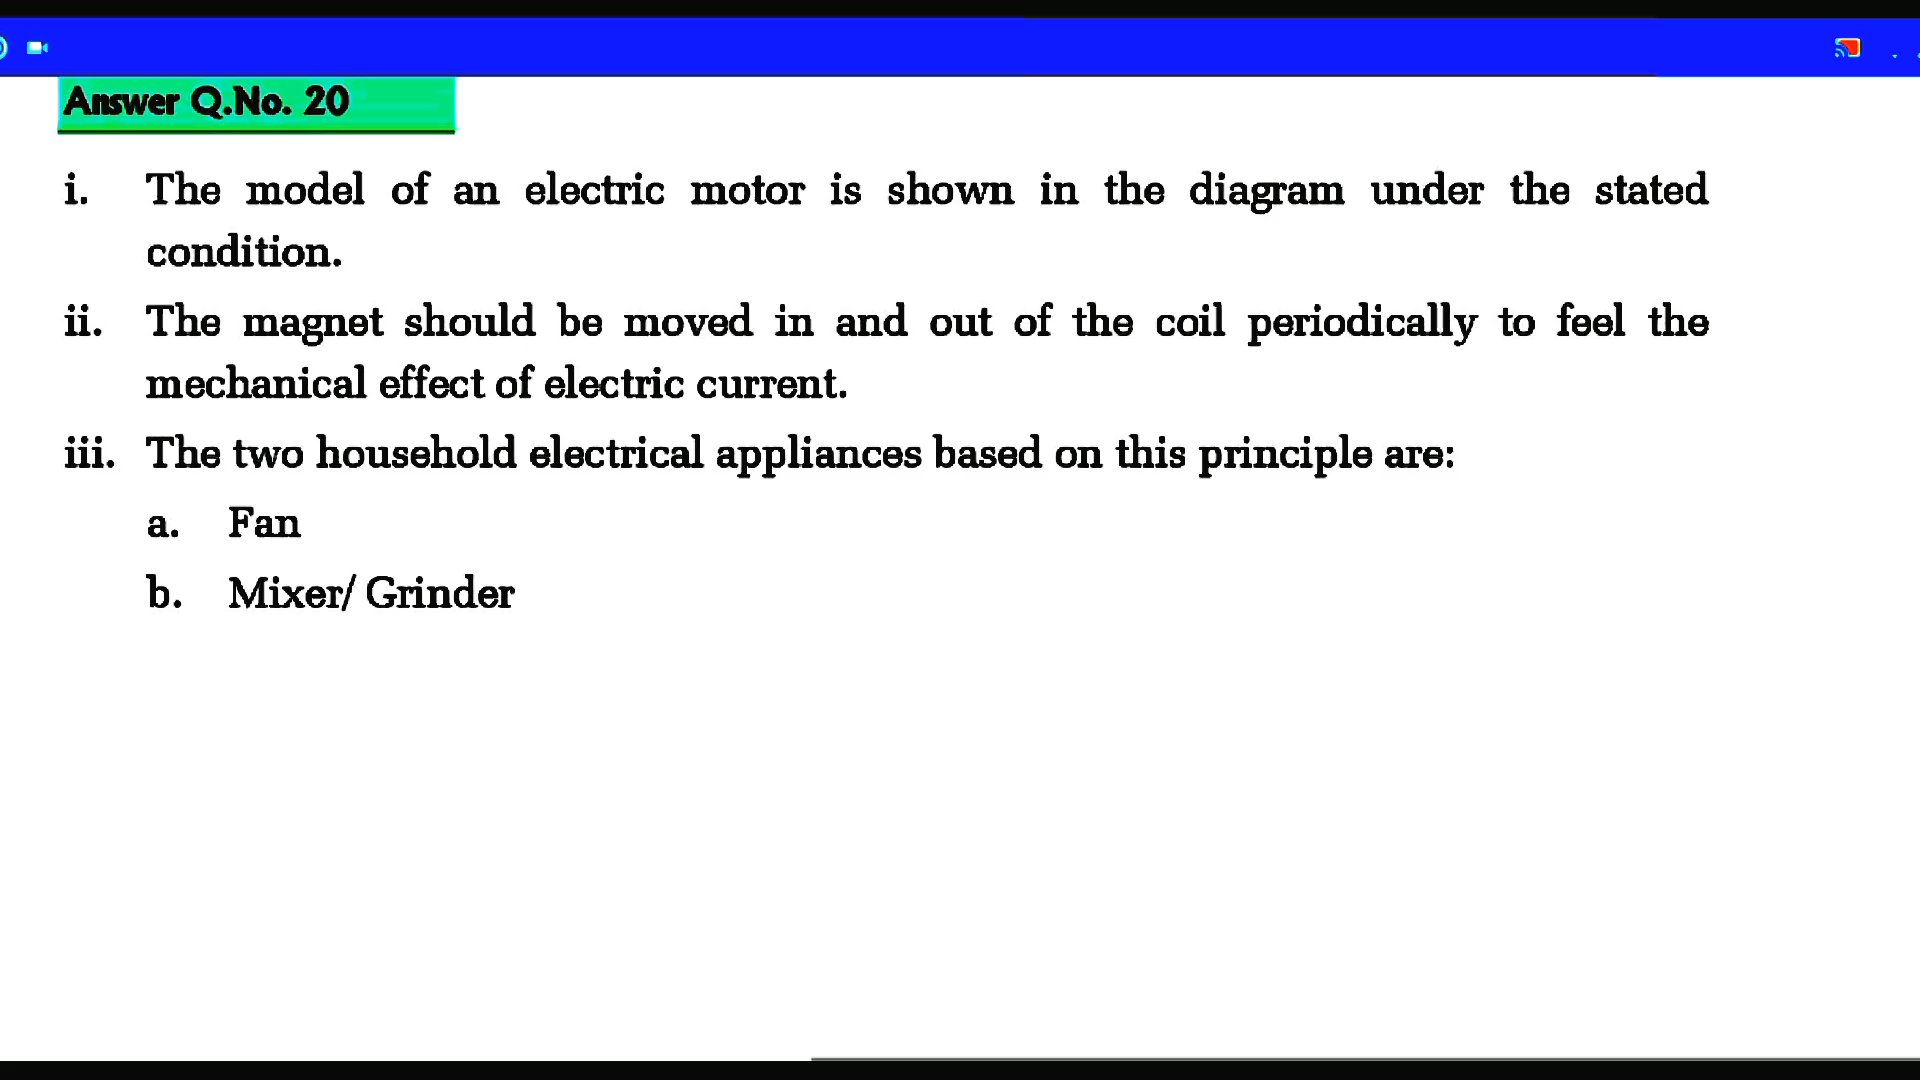 Answer Q.No. 20
i. The model of an electric motor is shown in the diagram under the stated
condition.
ii. The magnet should be moved in and out of the coil periodically to feel the
mechanical effect of electric current.
iii. The two household electrical appliances based on this principle are:
a. Fan
b. Mixer/ Grinder